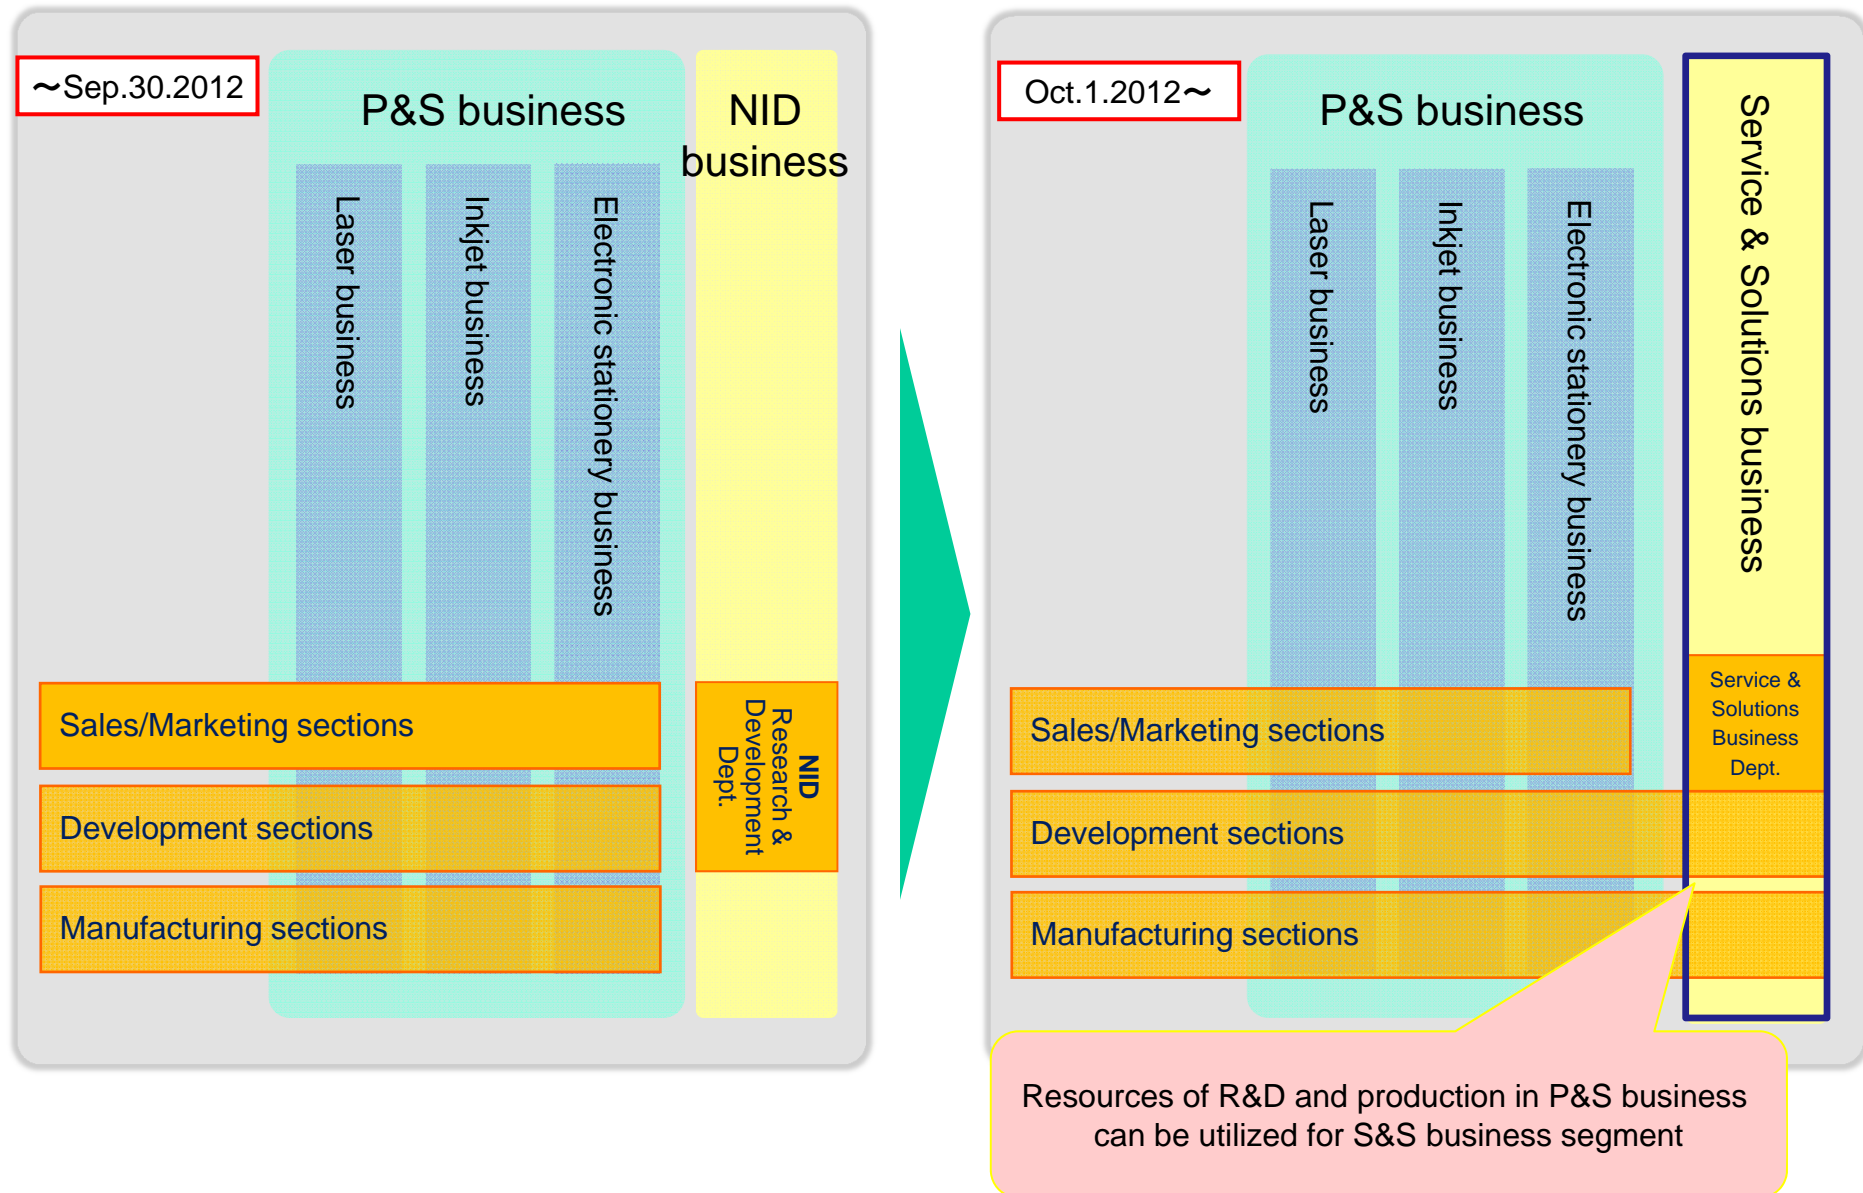 ～Sep.30.2012
P&S business
NID
business
Laser business
Inkjet business
Electronic stationery business
Sales/Marketing sections
Development sections
Manufacturing sections
NID
Research &
Development
Dept.
Oct.1.2012～
P&S business
Service & Solutions business
Laser business
Inkjet business
Electronic stationery business
Service &
Solutions
Business
Dept.
Sales/Marketing sections
Development sections
Manufacturing sections
Resources of R&D and production in P&S business
can be utilized for S&S business segment